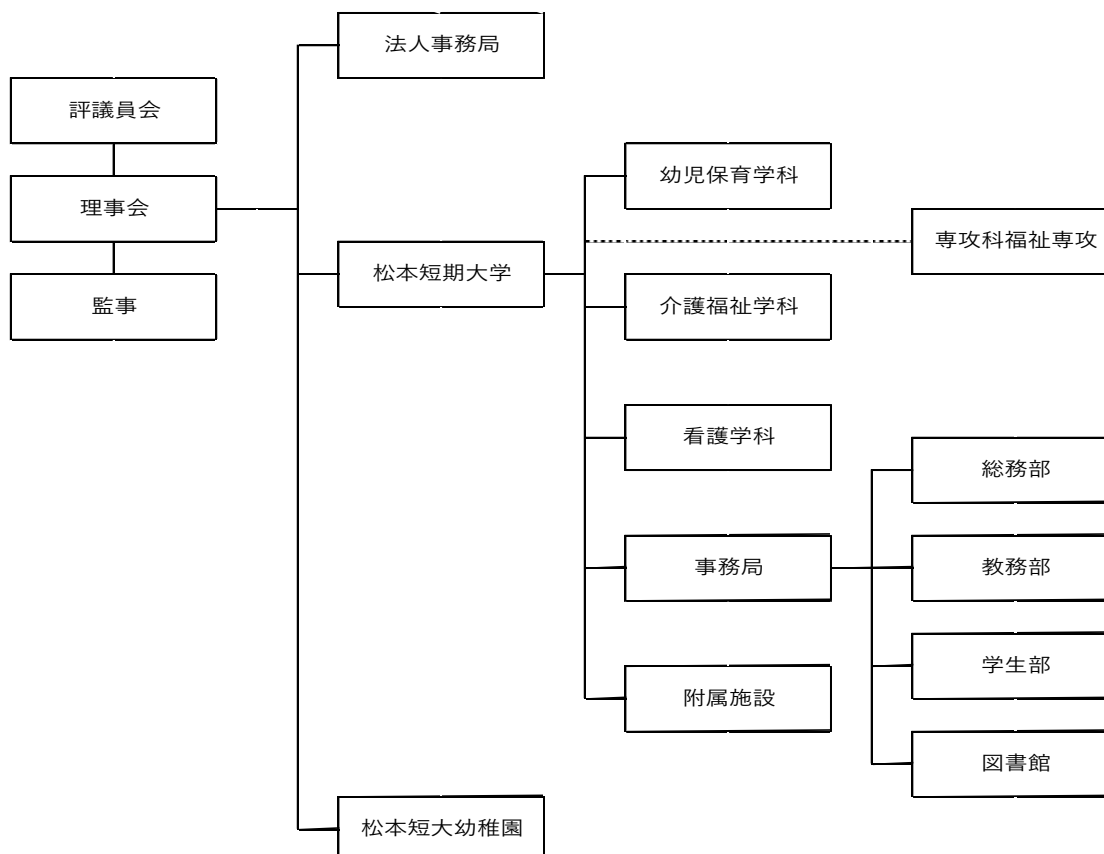 法人事務局
評議員会
理事会
監事
松本短期大学
幼児保育学科
専攻科福祉専攻
介護福祉学科
看護学科
事務局
総務部
教務部
学生部
図書館
附属施設
松本短大幼稚園